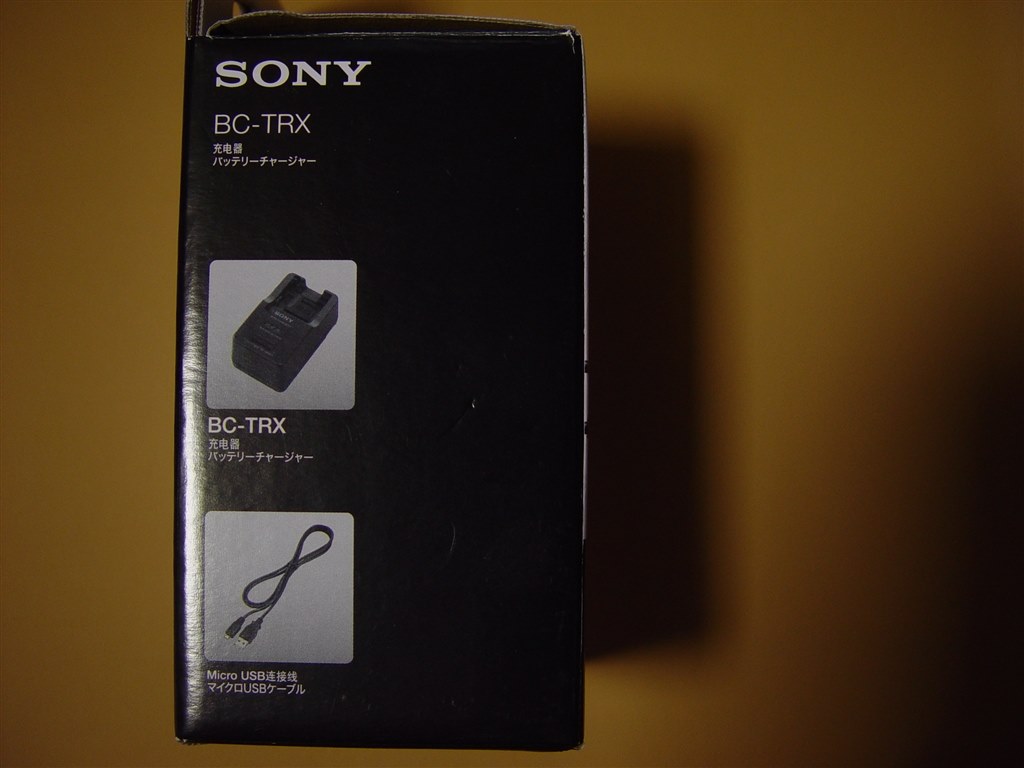 SONY
BC-TRX
充电器
バッテリーチャージャー
SONY
BC-TRX
充电器
バッテリーチャージャー
Micro USB连接线
マイクロUSBケーブル